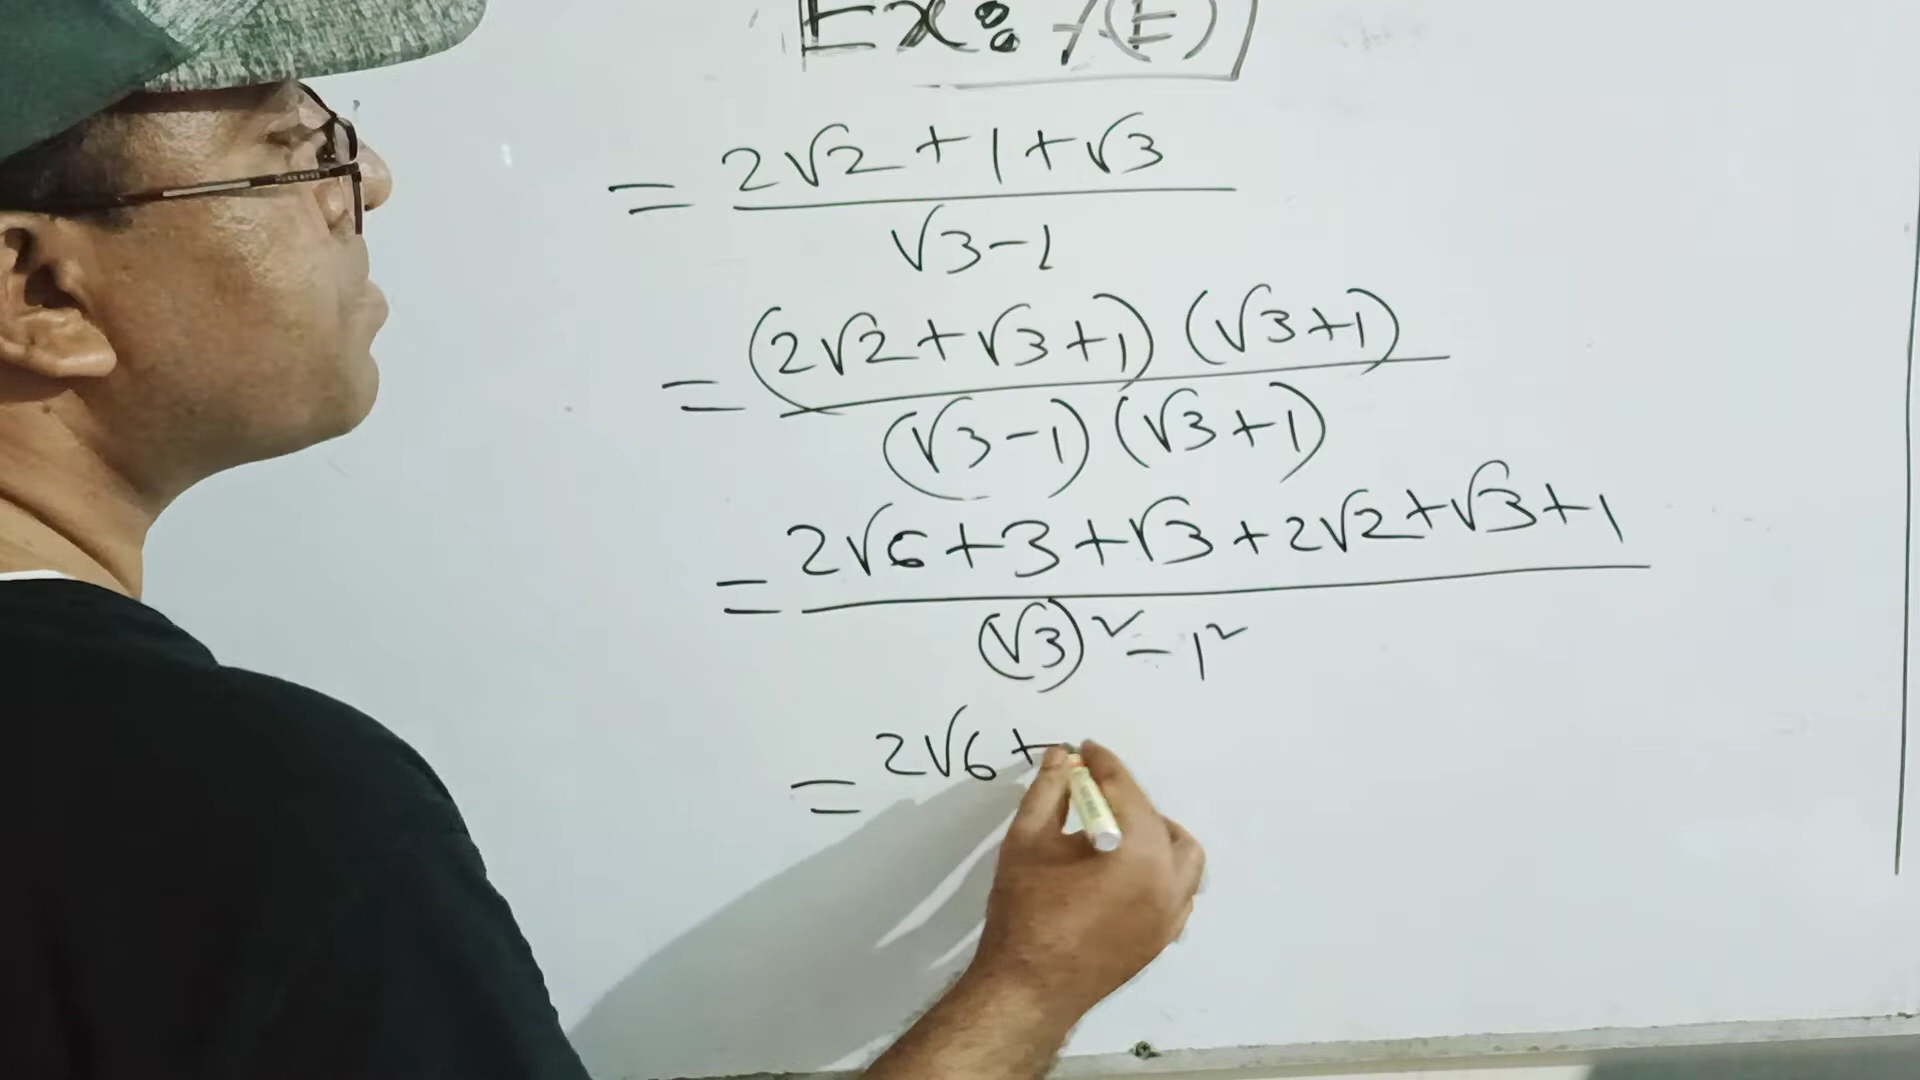 Ex: 7(E)
= (2√2 + 1 + √3) / (√3 - 1)
= (2√2 + √3 + 1) (√3 + 1) / (√3 - 1) (√3 + 1)
= 2√6 + 3 + √3 + 2√2 + √3 + 1 / (√3)² - 1²
= 2√6 +